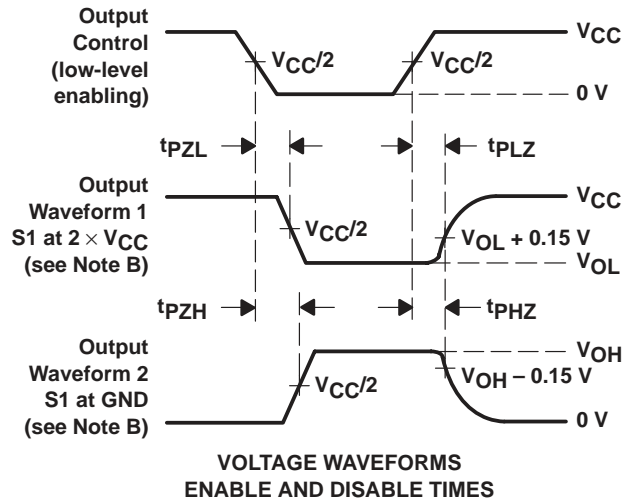 Output
Control
(low-level
enabling)
VCC/2
VCC/2
VCC
0 V
tPZL
tPLZ
Output
Waveform 1
S1 at 2 × VCC
(see Note B)
VCC/2
VCC
VOL + 0.15 V
VOL
tPZH
tPHZ
Output
Waveform 2
S1 at GND
(see Note B)
VCC/2
VOH
VOH – 0.15 V
0 V
VOLTAGE WAVEFORMS
ENABLE AND DISABLE TIMES